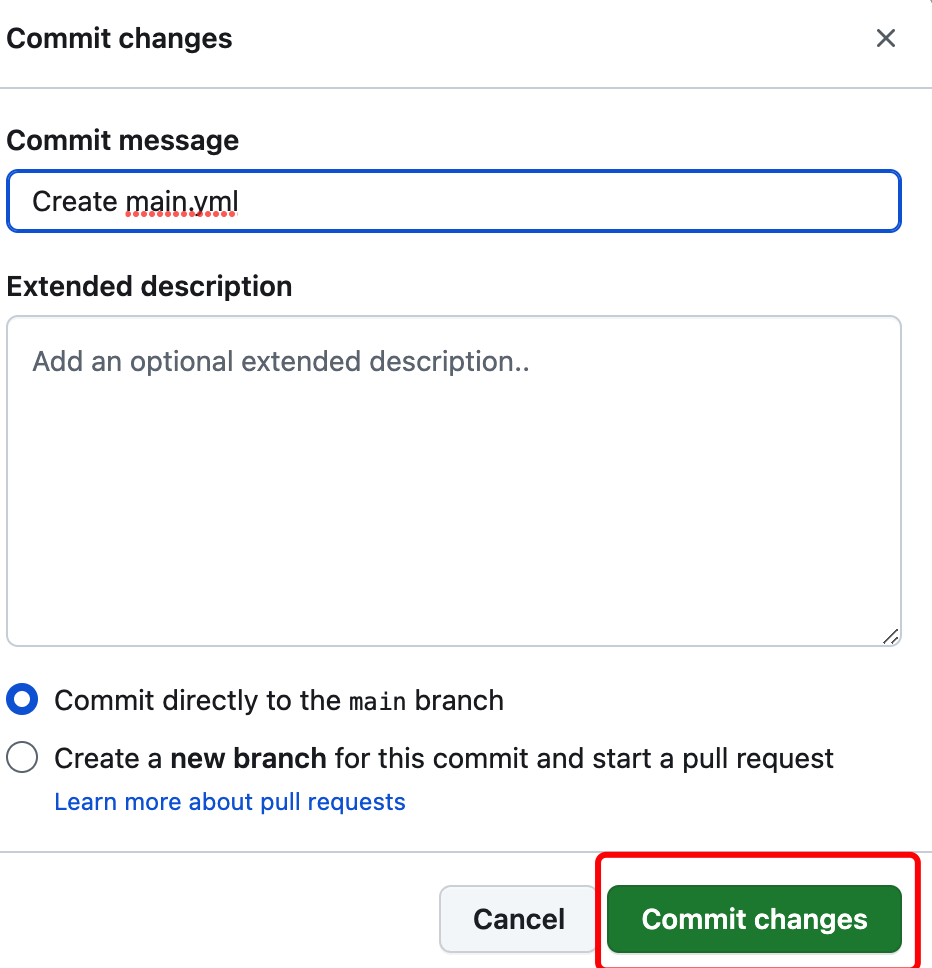 Commit changes
Commit message
Create main.yml
Extended description
Add an optional extended description..
Commit directly to the main branch
Create a new branch for this commit and start a pull request
Learn more about pull requests
Cancel
Commit changes